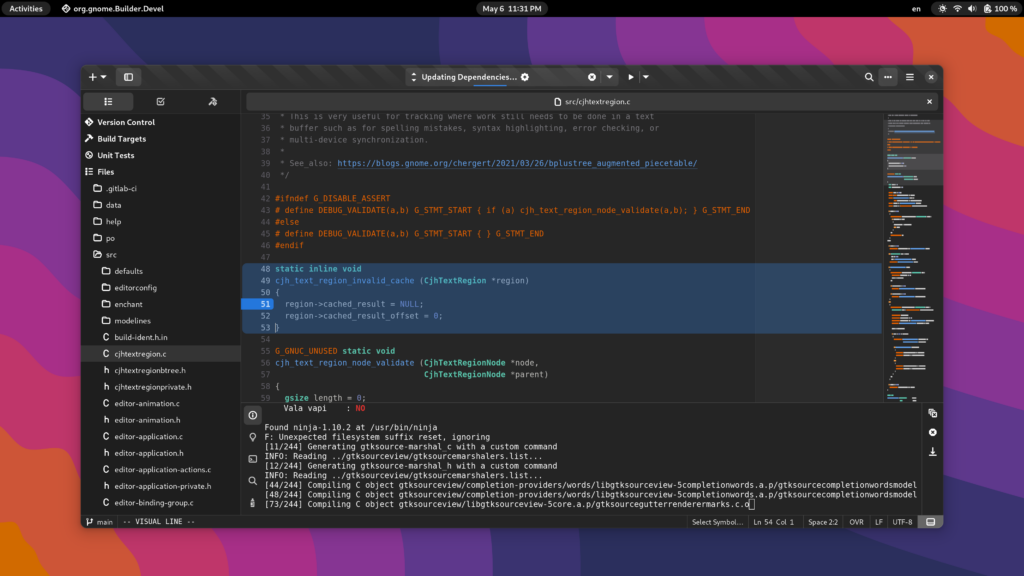 Activities
org.gnome.Builder.Devel
May 6 11:31 PM
en
100 %
Updating Dependencies...
src/cjhtextregion.c
Version Control
Build Targets
Unit Tests
Files
.gitlab-ci
data
help
po
src
defaults
editorconfig
enchant
modelines
build-ident.h.in
cjhtextregion.c
cjhtextregionbtree.h
cjhtextregionprivate.h
editor-animation.c
editor-animation.h
editor-application.c
editor-application.h
editor-application-actions.c
editor-application-private.h
editor-binding-group.c
35 * This is very useful for tracking where work still needs to be done in a text
36 * buffer such as for spelling mistakes, syntax highlighting, error checking, or
37 * multi-device synchronization.
38 *
39 * See_also: https://blogs.gnome.org/chergert/2021/03/26/bplustree_augmented_piecetable/
40 */
41
42 #ifndef G_DISABLE_ASSERT
43 # define DEBUG_VALIDATE(a,b) G_STMT_START { if (a) cjh_text_region_node_validate(a,b); } G_STMT_END
44 #else
45 # define DEBUG_VALIDATE(a,b) G_STMT_START { } G_STMT_END
46 #endif
47
48 static inline void
49 cjh_text_region_invalid_cache (CjhTextRegion *region)
50 {
51 region->cached_result = NULL;
52 region->cached_result_offset = 0;
53 }
54
55 G_GNUC_UNUSED static void
56 cjh_text_region_node_validate (CjhTextRegionNode *node,
57 CjhTextRegionNode *parent)
58 {
59 gsize length = 0;
Vala vapi : NO
Found ninja-1.10.2 at /usr/bin/ninja
F: Unexpected filesystem suffix reset, ignoring
[11/244] Generating gtksource-marshal_c with a custom command
INFO: Reading ../gtksourceview/gtksourcemarshalers.list...
[12/244] Generating gtksource-marshal_h with a custom command
INFO: Reading ../gtksourceview/gtksourcemarshalers.list...
[44/244] Compiling C object gtksourceview/completion-providers/words/libgtksourceview-5completionwords.a.p/gtksourcecompletionwordsmodel
[48/244] Compiling C object gtksourceview/completion-providers/words/libgtksourceview-5completionwords.a.p/gtksourcecompletionwordsmodel
[73/244] Compiling C object gtksourceview/libgtksourceview-5core.a.p/gtksourcegutterrenderermarks.c.o
main
-- VISUAL LINE --
Select Symbol...
Ln 54 Col 1
Space 2:2
OVR
LF
UTF-8